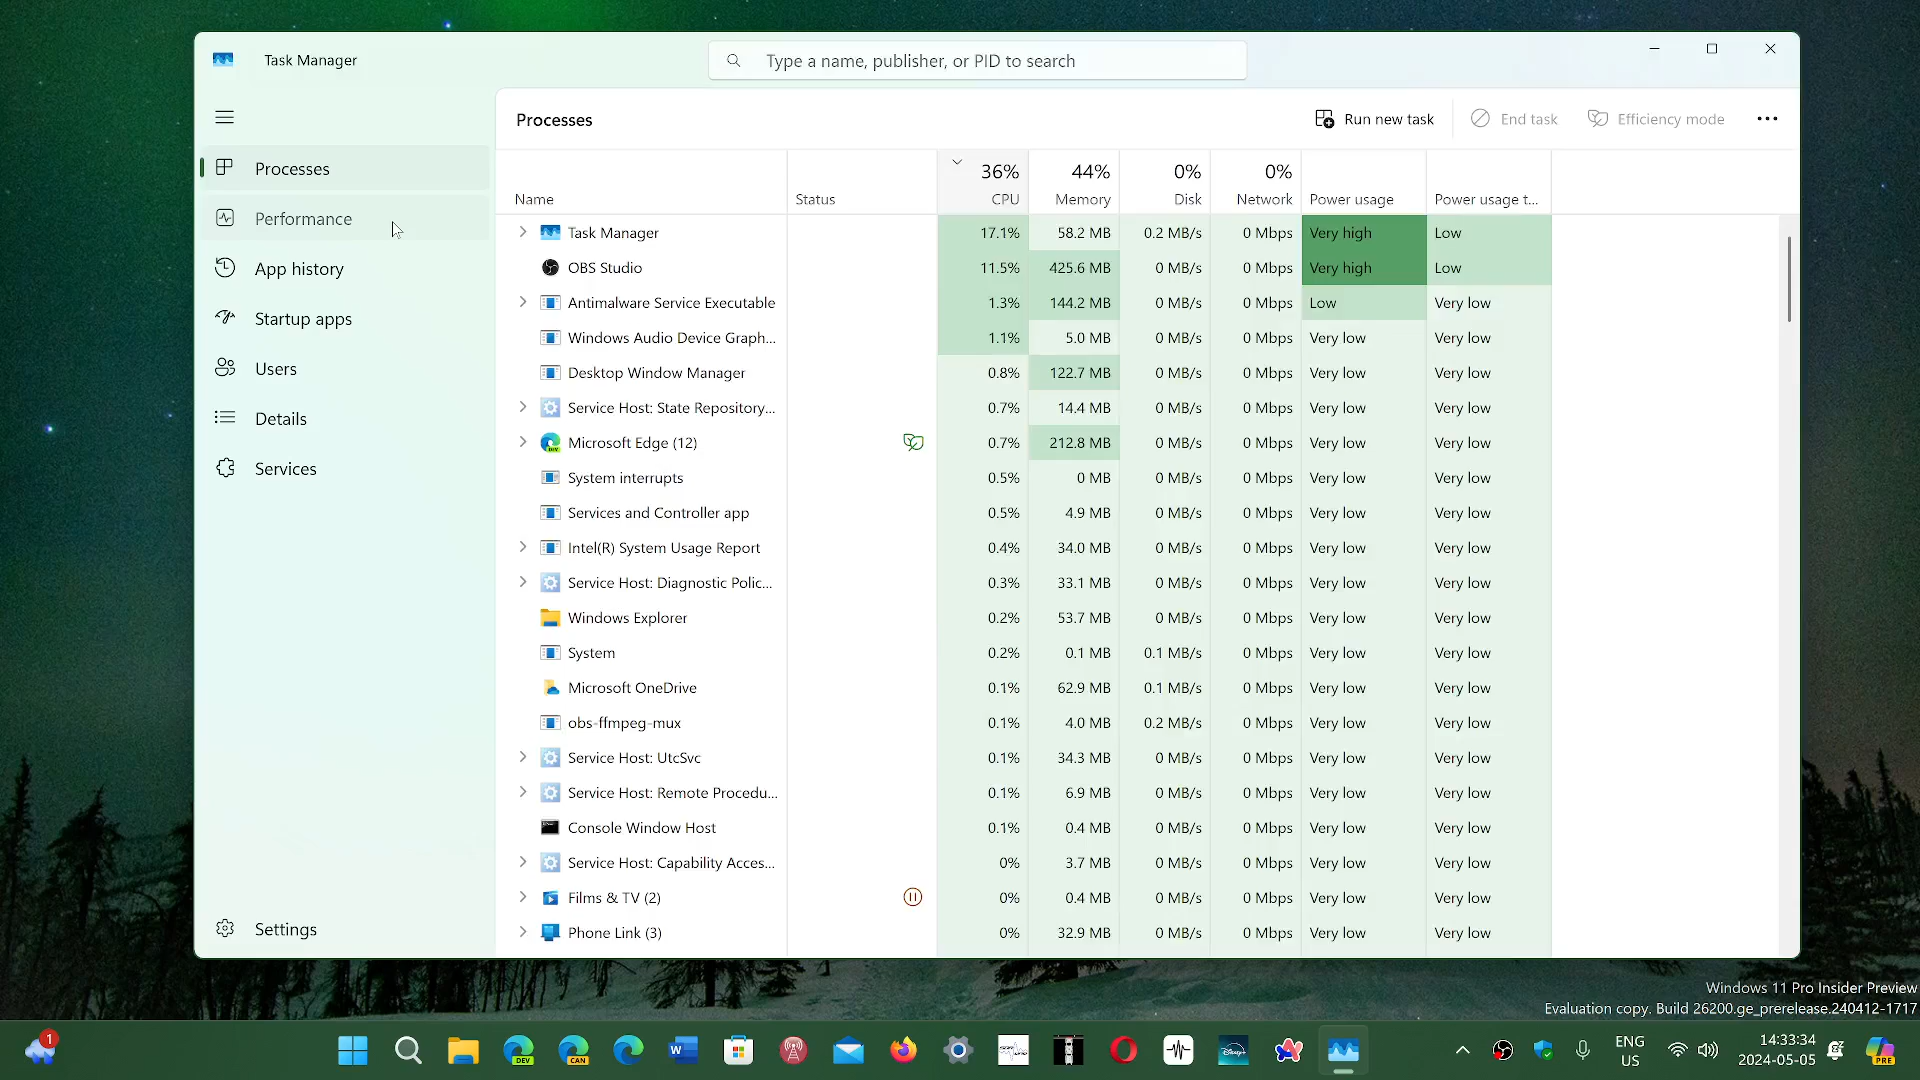 Task Manager
Type a name, publisher, or PID to search
Processes
Run new task
End task
Efficiency mode
Processes
Performance
App history
Startup apps
Users
Details
Services
Settings
36% 44% 0% 0%
Name Status CPU Memory Disk Network Power usage Power usage t...
Task Manager 17.1% 58.2 MB 0.2 MB/s 0 Mbps Very high Low
OBS Studio 11.5% 425.6 MB 0 MB/s 0 Mbps Very high Low
Antimalware Service Executable 1.3% 144.2 MB 0 MB/s 0 Mbps Low Very low
Windows Audio Device Graph... 1.1% 5.0 MB 0 MB/s 0 Mbps Very low Very low
Desktop Window Manager 0.8% 122.7 MB 0 MB/s 0 Mbps Very low Very low
Service Host: State Repository... 0.7% 14.4 MB 0 MB/s 0 Mbps Very low Very low
Microsoft Edge (12) 0.7% 212.8 MB 0 MB/s 0 Mbps Very low Very low
System interrupts 0.5% 0 MB 0 MB/s 0 Mbps Very low Very low
Services and Controller app 0.5% 4.9 MB 0 MB/s 0 Mbps Very low Very low
Intel(R) System Usage Report 0.4% 34.0 MB 0 MB/s 0 Mbps Very low Very low
Service Host: Diagnostic Polic... 0.3% 33.1 MB 0 MB/s 0 Mbps Very low Very low
Windows Explorer 0.2% 53.7 MB 0 MB/s 0 Mbps Very low Very low
System 0.2% 0.1 MB 0.1 MB/s 0 Mbps Very low Very low
Microsoft OneDrive 0.1% 62.9 MB 0.1 MB/s 0 Mbps Very low Very low
obs-ffmpeg-mux 0.1% 4.0 MB 0.2 MB/s 0 Mbps Very low Very low
Service Host: UtcSvc 0.1% 34.3 MB 0 MB/s 0 Mbps Very low Very low
Service Host: Remote Procedu... 0.1% 6.9 MB 0 MB/s 0 Mbps Very low Very low
Console Window Host 0.1% 0.4 MB 0 MB/s 0 Mbps Very low Very low
Service Host: Capability Acces... 0% 3.7 MB 0 MB/s 0 Mbps Very low Very low
Films & TV (2) 0% 0.4 MB 0 MB/s 0 Mbps Very low Very low
Phone Link (3) 0% 32.9 MB 0 MB/s 0 Mbps Very low Very low
Windows 11 Pro Insider Preview
Evaluation copy. Build 26200.ge_prerelease.240412-1717
1
DEV
CAN
W
Disney+
ENG
US
14:33:34
2024-05-05
PRE